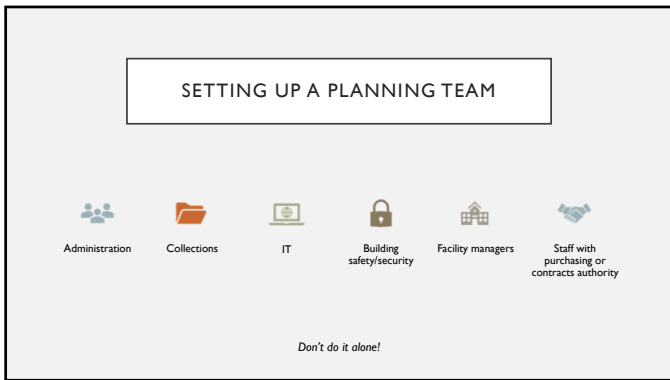 SETTING UP A PLANNING TEAM
Administration
Collections
IT
Building
safety/security
Facility managers
Staff with
purchasing or
contracts authority
Don't do it alone!